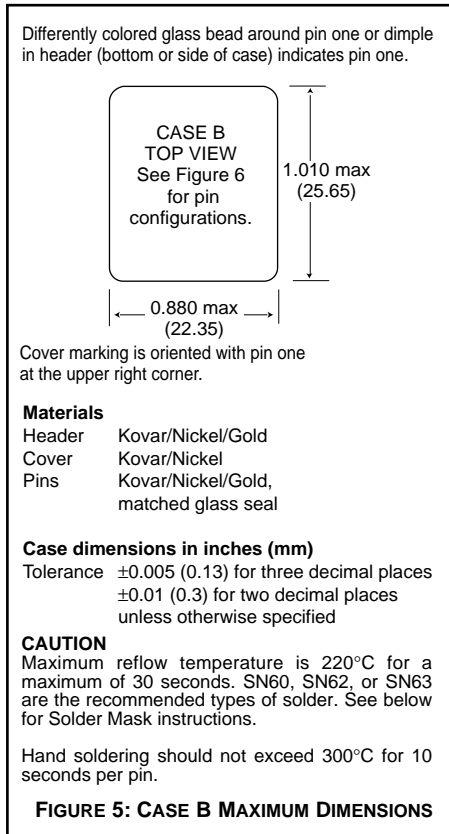 Differently colored glass bead around pin one or dimple
in header (bottom or side of case) indicates pin one.
CASE B
TOP VIEW
See Figure 6
for pin
configurations.
1.010 max
(25.65)
0.880 max
(22.35)
Cover marking is oriented with pin one
at the upper right corner.
Materials
Header Kovar/Nickel/Gold
Cover Kovar/Nickel
Pins Kovar/Nickel/Gold,
matched glass seal
Case dimensions in inches (mm)
Tolerance ±0.005 (0.13) for three decimal places
±0.01 (0.3) for two decimal places
unless otherwise specified
CAUTION
Maximum reflow temperature is 220°C for a
maximum of 30 seconds. SN60, SN62, or SN63
are the recommended types of solder. See below
for Solder Mask instructions.
Hand soldering should not exceed 300°C for 10
seconds per pin.
FIGURE 5: CASE B MAXIMUM DIMENSIONS